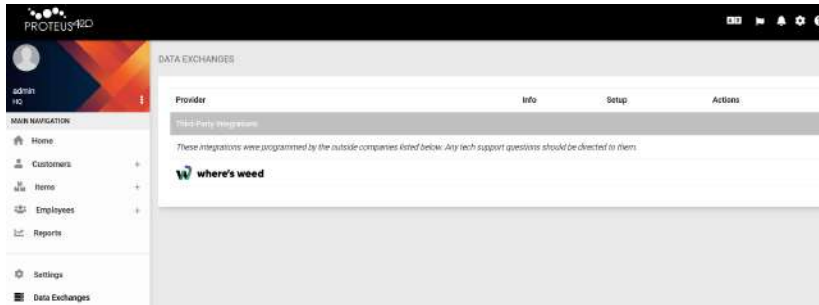 PROTEUS420
DATA EXCHANGES
admin
HQ
Provider Info Setup Actions
MAIN NAVIGATION
Third-Party Integrations
Home
These integrations were programmed by the outside companies listed below. Any tech support questions should be directed to them.
Customers +
where's weed
Items +
Employees +
Reports
Settings
Data Exchanges